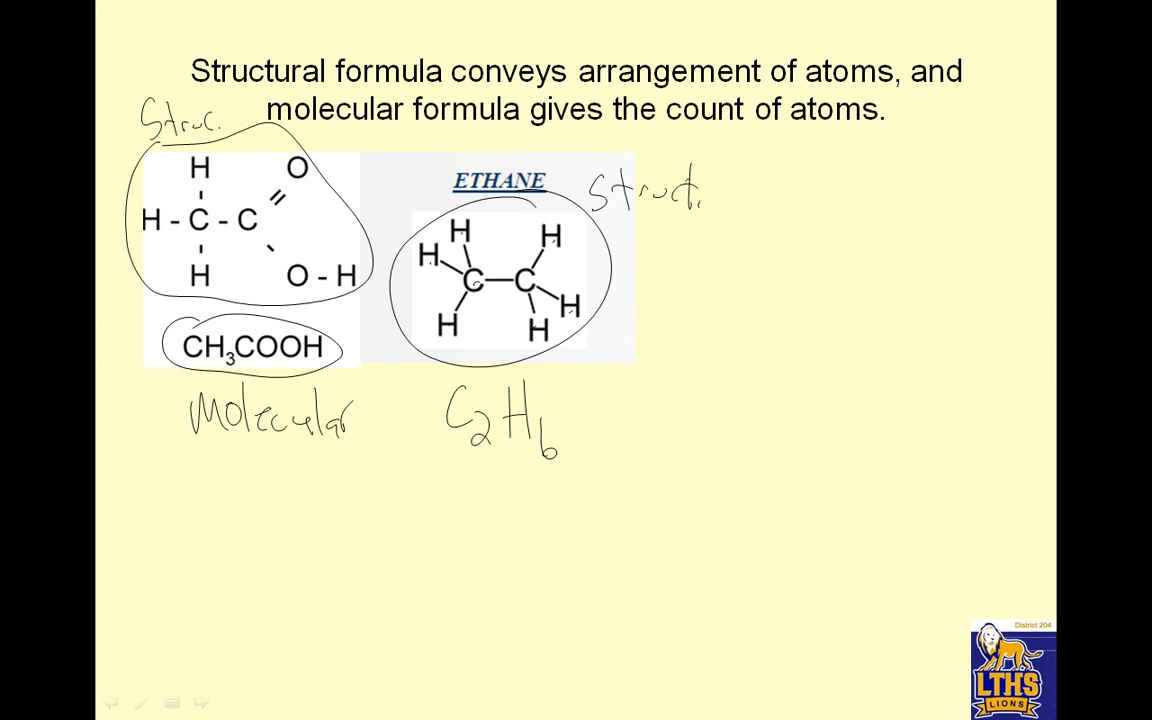 Structural formula conveys arrangement of atoms, and
molecular formula gives the count of atoms.
Struc.
H O
H - C - C
H O - H
CH₃COOH
Molecular
ETHANE
Struct.
H H
H
C—C
H
H H
C₂H₆
District 204
LTHS
LIONS